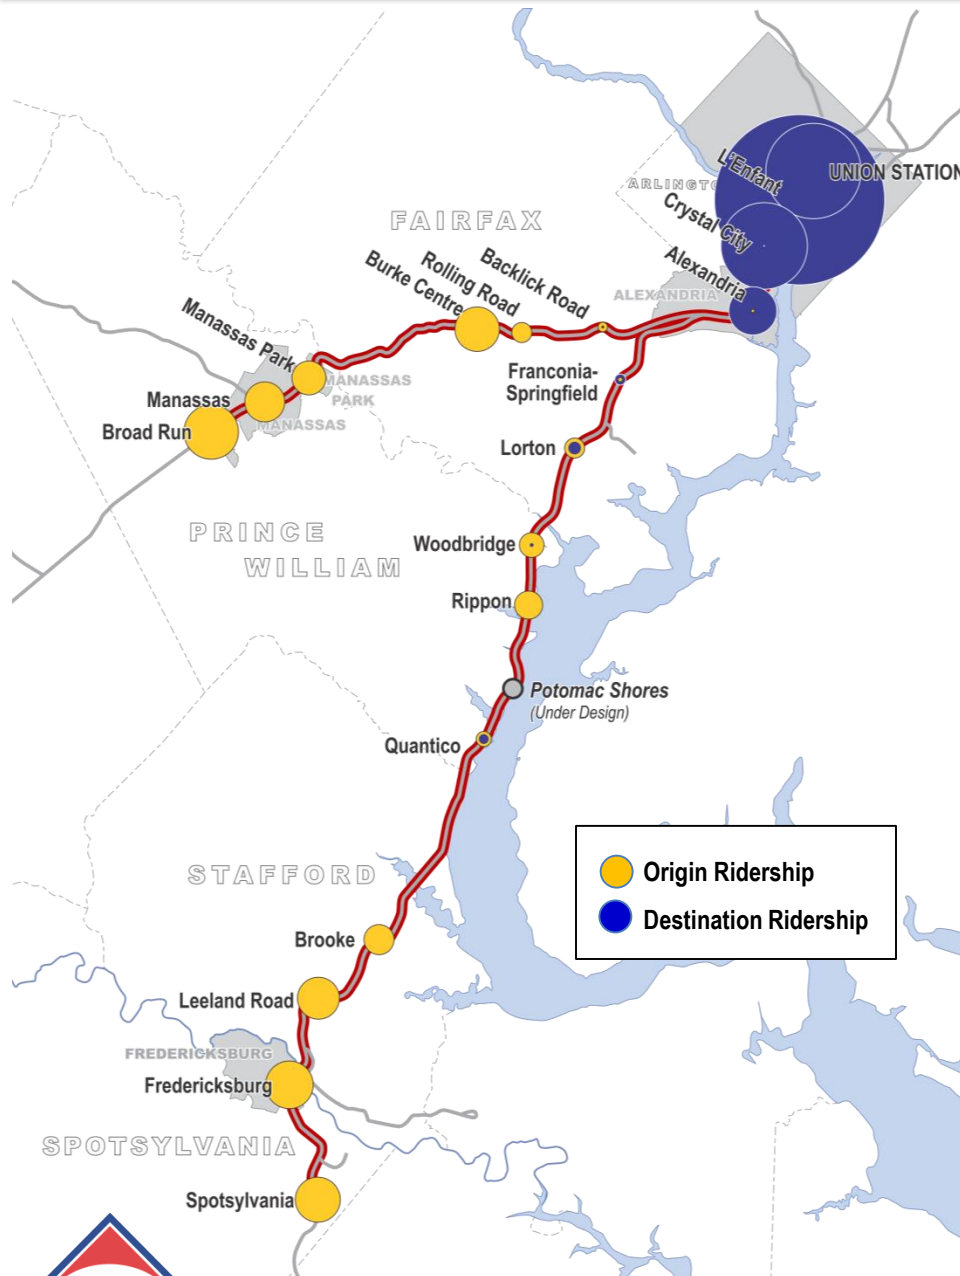 L'Enfant
UNION STATION
ARLINGTO
Crystal City
FAIRFAX
Alexandria
ALEXANDRIA
Backlick Road
Rolling Road
Burke Centre
Manassas Park
MANASSAS
PARK
Manassas
MANASSAS
Broad Run
Franconia-
Springfield
Lorton
PRINCE
WILLIAM
Woodbridge
Rippon
Potomac Shores
(Under Design)
Quantico
STAFFORD
Origin Ridership
Destination Ridership
Brooke
Leeland Road
FREDERICKSBURG
Fredericksburg
SPOTSYLVANIA
Spotsylvania